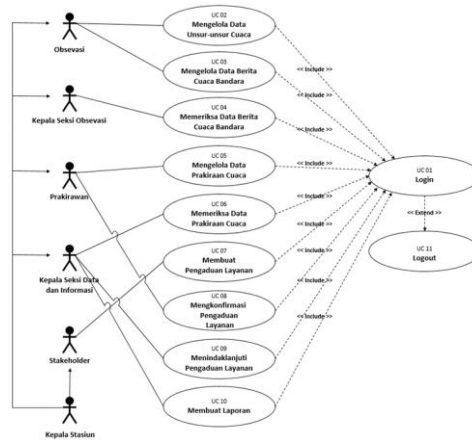 UC 02
Mengelola Data
Unsur-unsur Cuaca
Obsevasi
UC 03
Mengelola Data Berita
Cuaca Bandara
<< Include >>
<< Include >>
UC 04
Memeriksa Data Berita
Cuaca Bandara
Kepala Seksi Obsevasi
<< Include >>
UC 05
Mengelola Data
Prakiraan Cuaca
<< Include >>
UC 01
Login
Prakirawan
UC 06
Memeriksa Data
Prakiraan Cuaca
<< Include >>
<< Extend >>
UC 07
Membuat
Pengaduan Layanan
<< Include >>
UC 11
Logout
Kepala Seksi Data
dan Informasi
UC 08
Mengkonfirmasi
Pengaduan
Layanan
<< Include >>
<< Include >>
UC 09
Menindaklanjuti
Pengaduan Layanan
Stakeholder
UC 10
Membuat Laporan
Kepala Stasiun